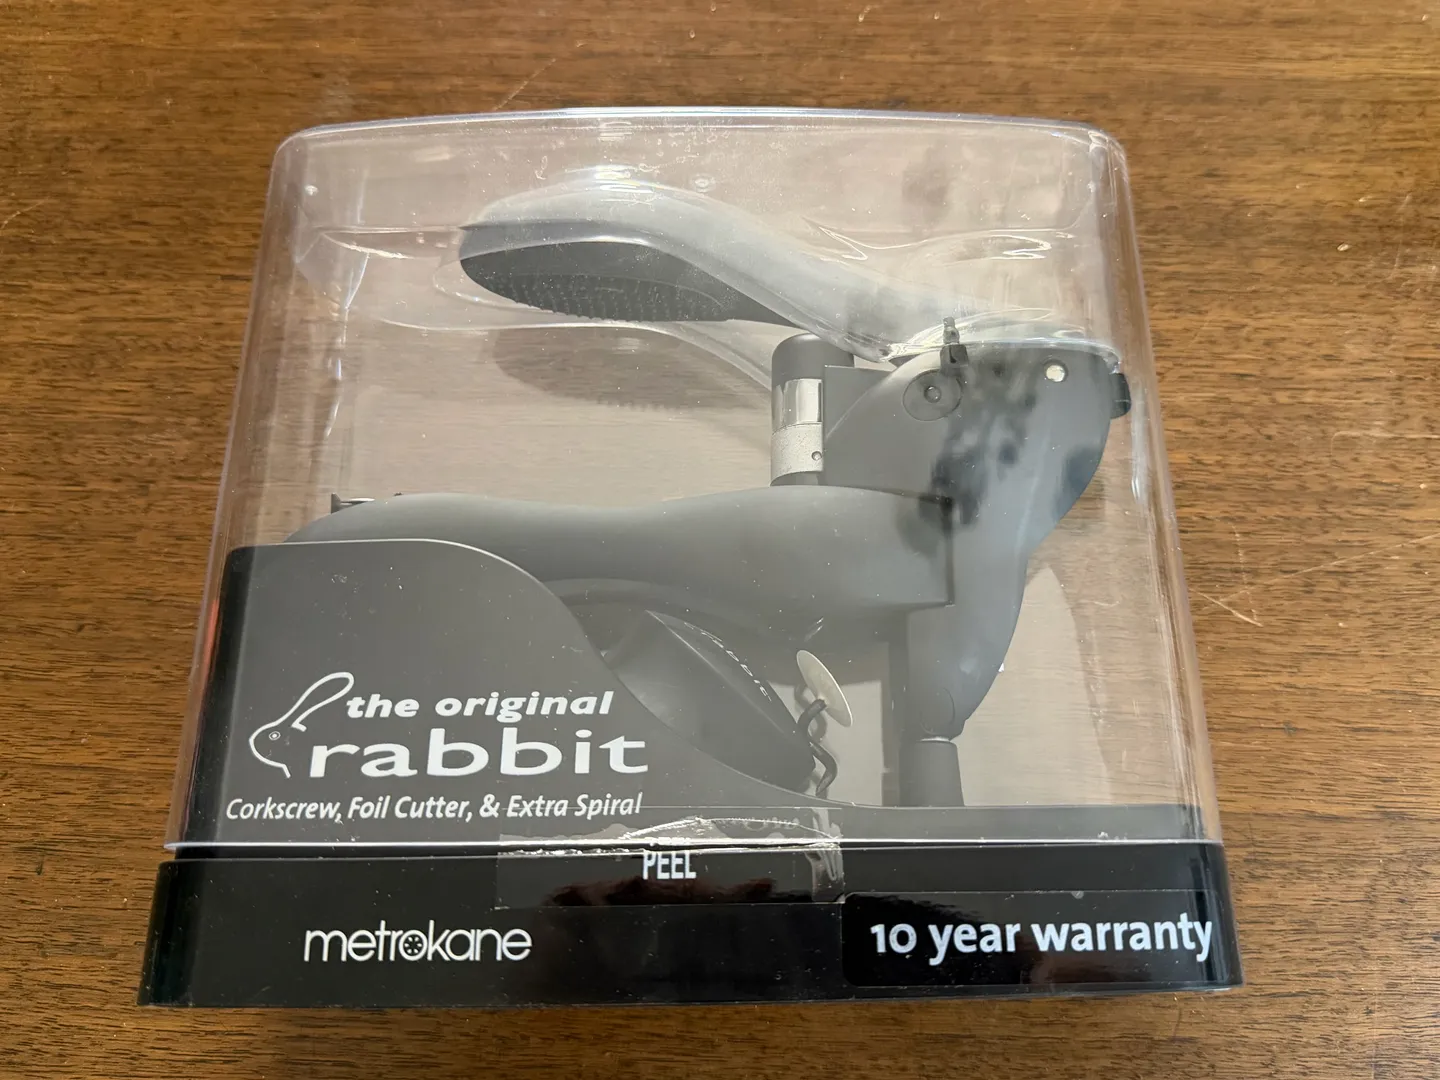 the original
rabbit
Corkscrew, Foil Cutter, & Extra Spiral
PEEL
metrokane
10 year warranty